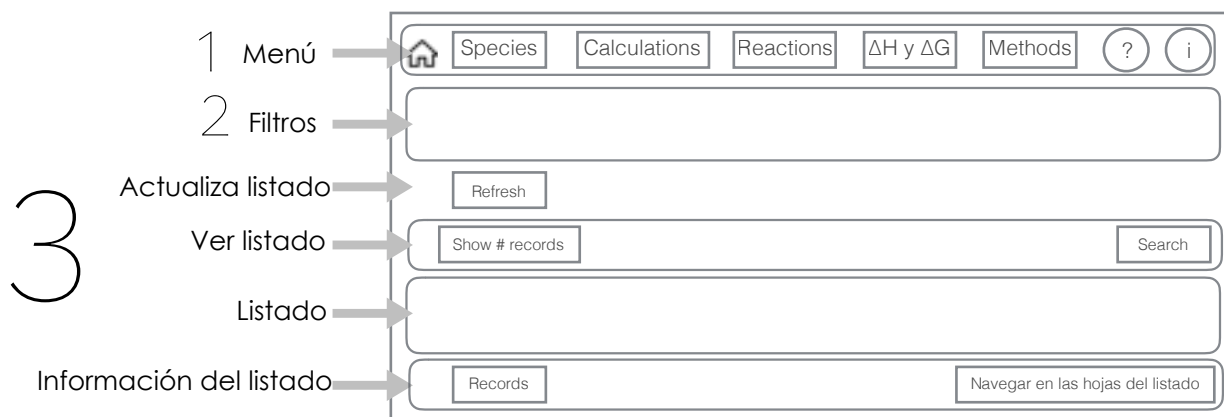 1 Menú Species Calculations Reactions ΔH y ΔG Methods ? i
2 Filtros
3
Actualiza listado Refresh
Ver listado Show # records Search
Listado
Información del listado Records Navegar en las hojas del listado